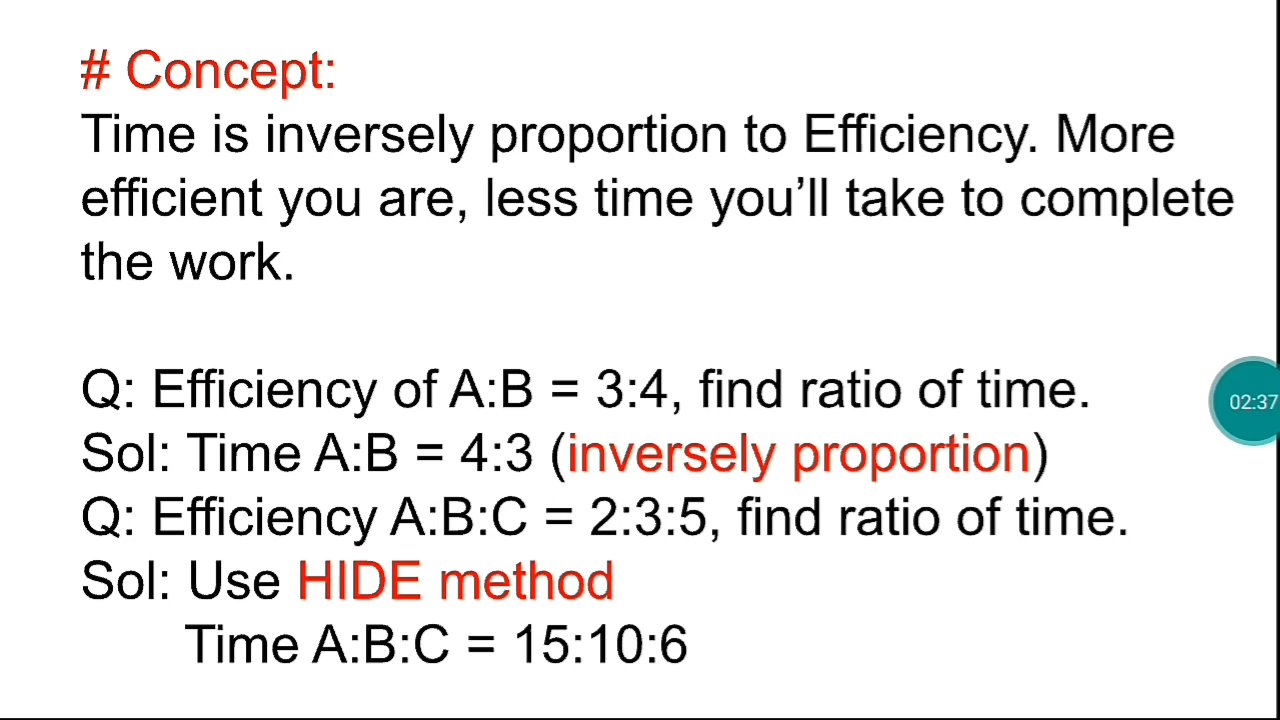 # Concept:
Time is inversely proportion to Efficiency. More
efficient you are, less time you’ll take to complete
the work.
Q: Efficiency of A:B = 3:4, find ratio of time.
Sol: Time A:B = 4:3 (inversely proportion)
Q: Efficiency A:B:C = 2:3:5, find ratio of time.
Sol: Use HIDE method
Time A:B:C = 15:10:6
02:37